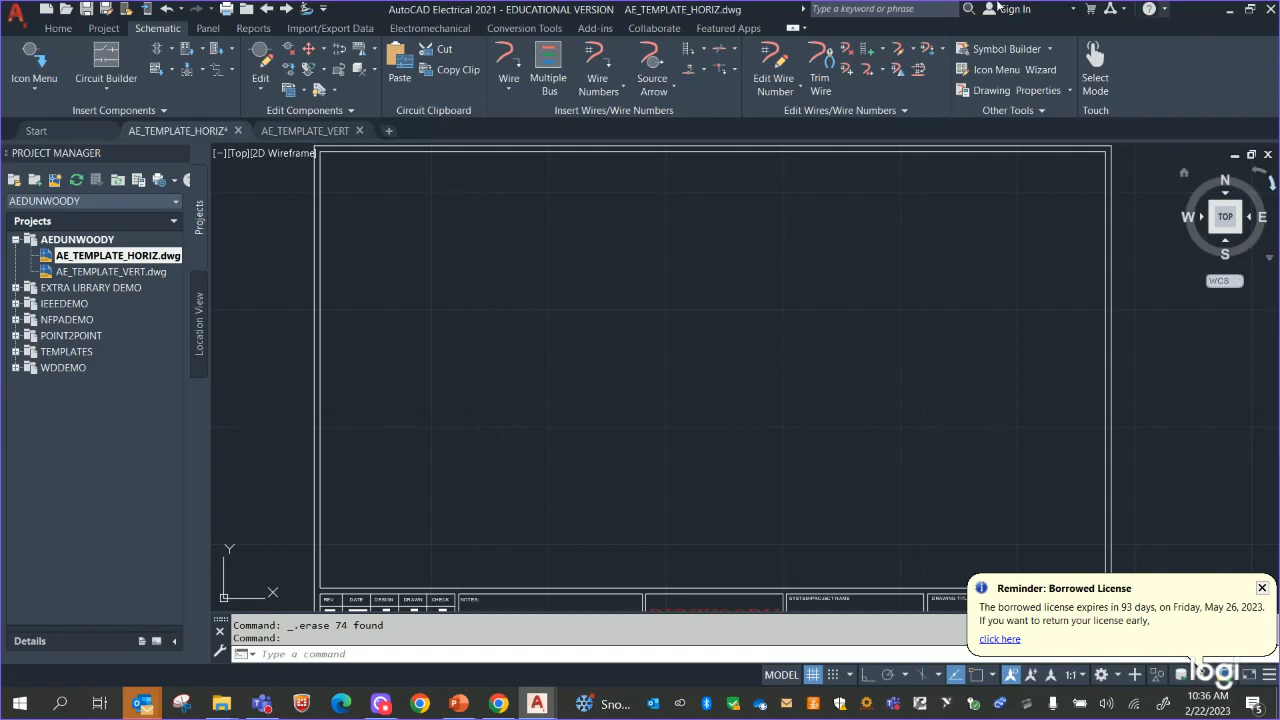 AutoCAD Electrical 2021 - EDUCATIONAL VERSION AE_TEMPLATE_HORIZ.dwg
Type a keyword or phrase
Sign In
Home Project Schematic Panel Reports Import/Export Data Electromechanical Conversion Tools Add-ins Collaborate Featured Apps
Icon Menu
Circuit Builder
Edit
Paste
Cut
Copy Clip
Wire
Multiple Bus
Wire Numbers
Source Arrow
Edit Wire Number
Trim Wire
Symbol Builder
Icon Menu Wizard
Drawing Properties
Select Mode
Insert Components Edit Components Circuit Clipboard Insert Wires/Wire Numbers Edit Wires/Wire Numbers Other Tools Touch
Start AE_TEMPLATE_HORIZ* AE_TEMPLATE_VERT
PROJECT MANAGER
AEDUNWOODY
Projects
AEDUNWOODY
AE_TEMPLATE_HORIZ.dwg
AE_TEMPLATE_VERT.dwg
EXTRA LIBRARY DEMO
IEEEDEMO
NFPADEMO
POINT2POINT
TEMPLATES
WDDEMO
Details
Projects
Location View
[−][Top][2D Wireframe]
N
W TOP E
S
WCS
Y
X
REV DATE DESIGN DRAWN CHECK NOTES: SYSTEM/PROJECT NAME
Command: _.erase 74 found
Command:
Type a command
Reminder: Borrowed License
The borrowed license expires in 93 days, on Friday, May 26, 2023.
If you want to return your license early,
click here
MODEL 1:1
logi
Sno...
10:36 AM
2/22/2023
5